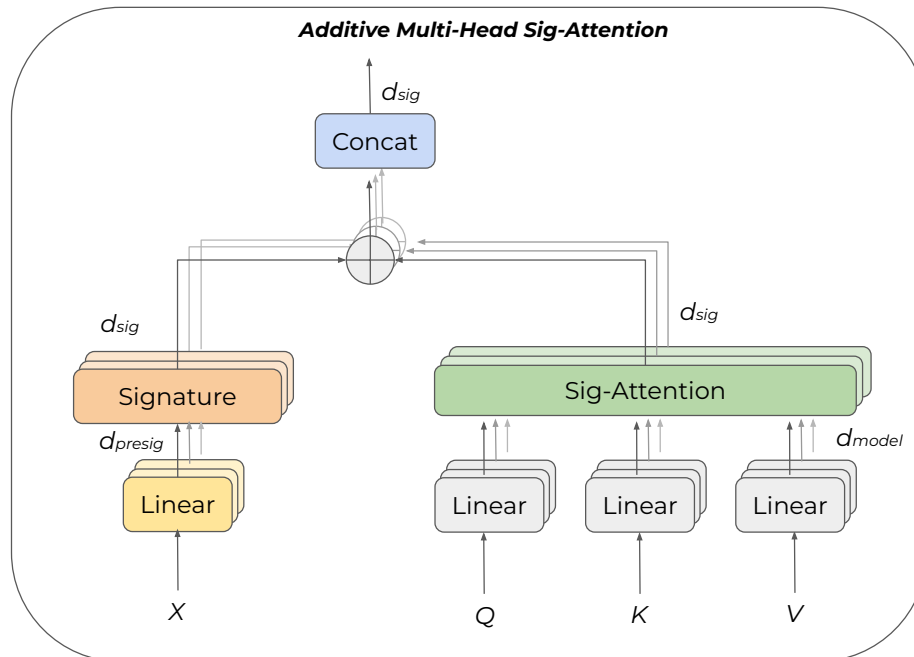 Additive Multi-Head Sig-Attention
dsig
Concat
dsig
dsig
Signature
Sig-Attention
dpresig
dmodel
Linear
Linear
Linear
Linear
X
Q
K
V